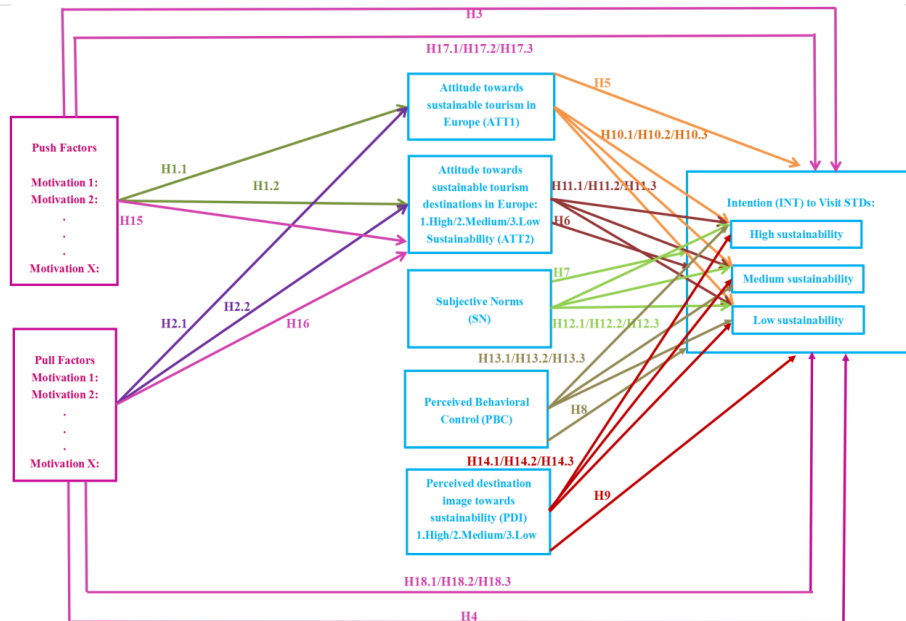 H3
H17.1/H17.2/H17.3
Push Factors
Motivation 1:
Motivation 2:
.
.
.
Motivation X:
Pull Factors
Motivation 1:
Motivation 2:
.
.
.
Motivation X:
H1.1
H1.2
H15
H2.1
H2.2
H16
Attitude towards
sustainable tourism in
Europe (ATT1)
Attitude towards
sustainable tourism
destinations in Europe:
1.High/2.Medium/3.Low
Sustainability (ATT2)
Subjective Norms
(SN)
Perceived Behavioral
Control (PBC)
Perceived destination
image towards
sustainability (PDI)
1.High/2.Medium/3.Low
H5
H10.1/H10.2/H10.3
H11.1/H11.2/H11.3
H6
H7
H12.1/H12.2/H12.3
H13.1/H13.2/H13.3
H8
H14.1/H14.2/H14.3
H9
Intention (INT) to Visit STDs:
High sustainability
Medium sustainability
Low sustainability
H18.1/H18.2/H18.3
H4